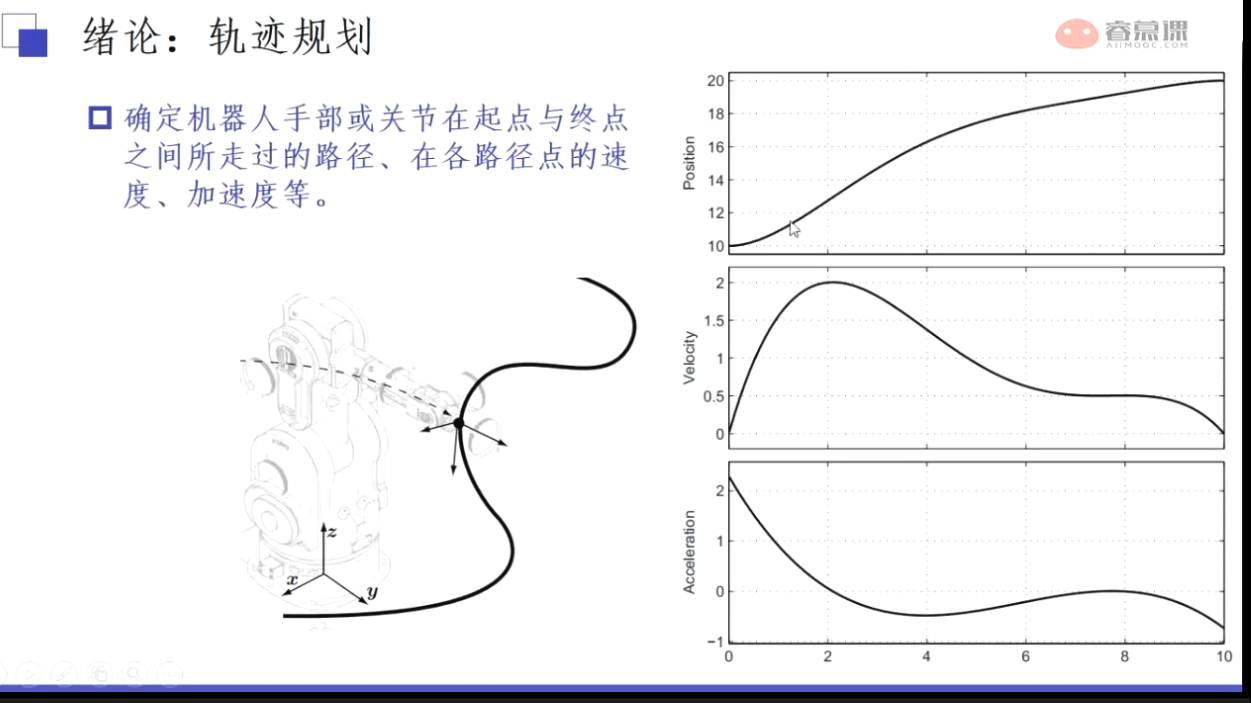 绪论：轨迹规划
睿慕课
AIIMOOC.COM
确定机器人手部或关节在起点与终点
之间所走过的路径、在各路径点的速
度、加速度等。
z
x
y
Position
20
18
16
14
12
10
Velocity
2
1.5
1
0.5
0
Acceleration
2
1
0
−1
0 2 4 6 8 10